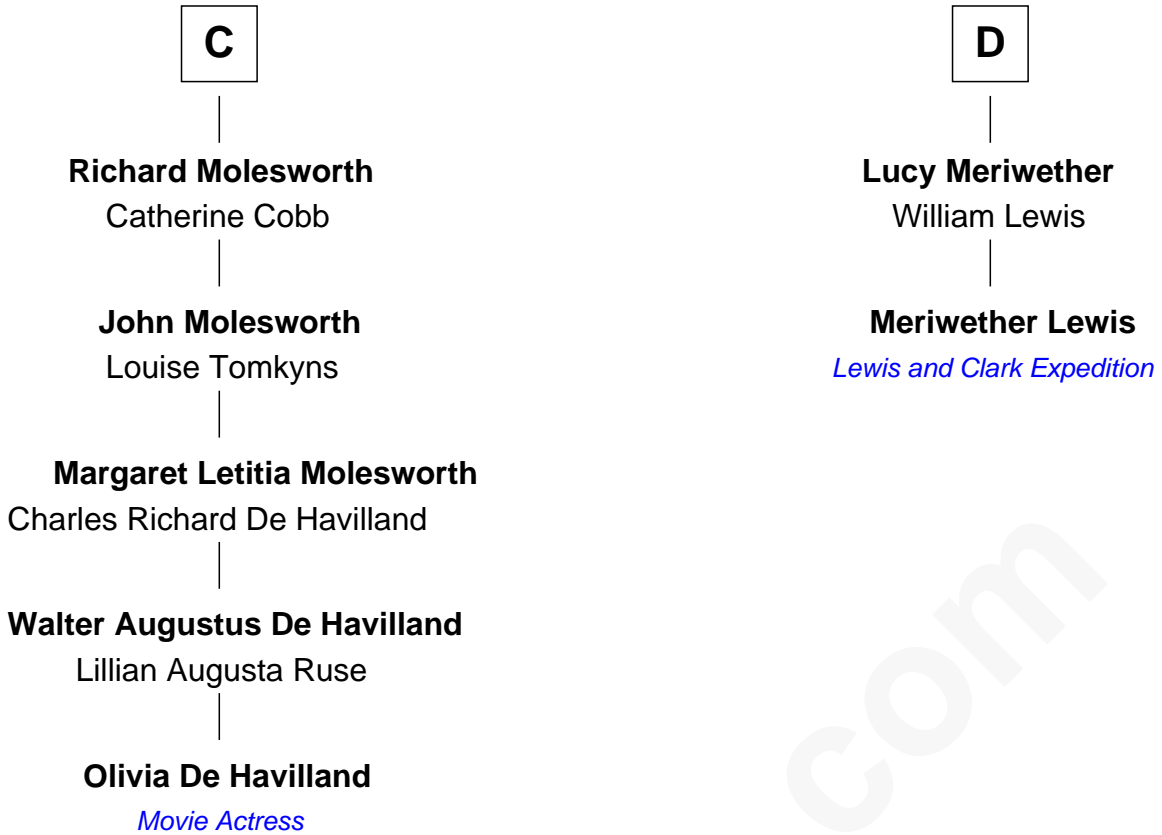 C
Richard Molesworth
Catherine Cobb
John Molesworth
Louise Tomkyns
Margaret Letitia Molesworth
Charles Richard De Havilland
Walter Augustus De Havilland
Lillian Augusta Ruse
Olivia De Havilland
Movie Actress
D
Lucy Meriwether
William Lewis
Meriwether Lewis
Lewis and Clark Expedition
com